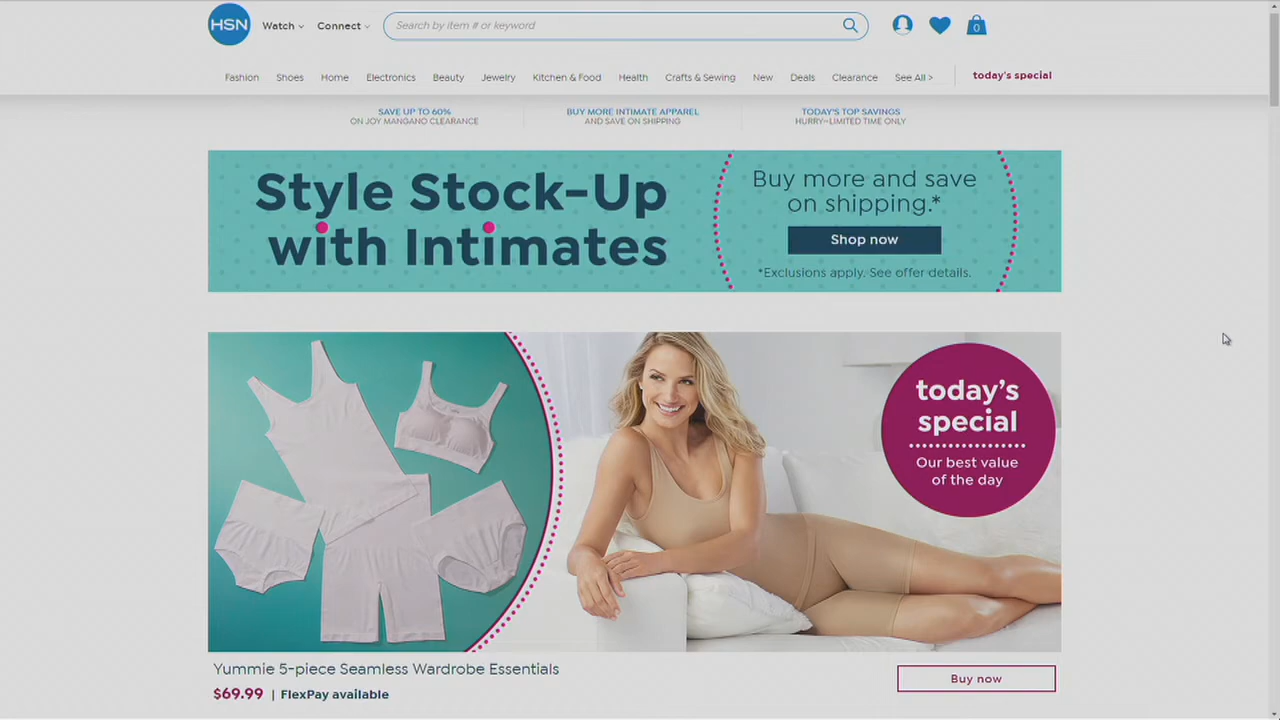 HSN
Watch
Connect
Search by item # or keyword
0
Fashion
Shoes
Home
Electronics
Beauty
Jewelry
Kitchen & Food
Health
Crafts & Sewing
New
Deals
Clearance
See All >
today's special
SAVE UP TO 60%
ON JOY MANGANO CLEARANCE
BUY MORE INTIMATE APPAREL
AND SAVE ON SHIPPING
TODAY'S TOP SAVINGS
HURRY–LIMITED TIME ONLY
Style Stock-Up
with Intimates
Buy more and save
on shipping.*
Shop now
*Exclusions apply. See offer details.
today's
special
Our best value
of the day
Yummie 5-piece Seamless Wardrobe Essentials
$69.99 | FlexPay available
Buy now